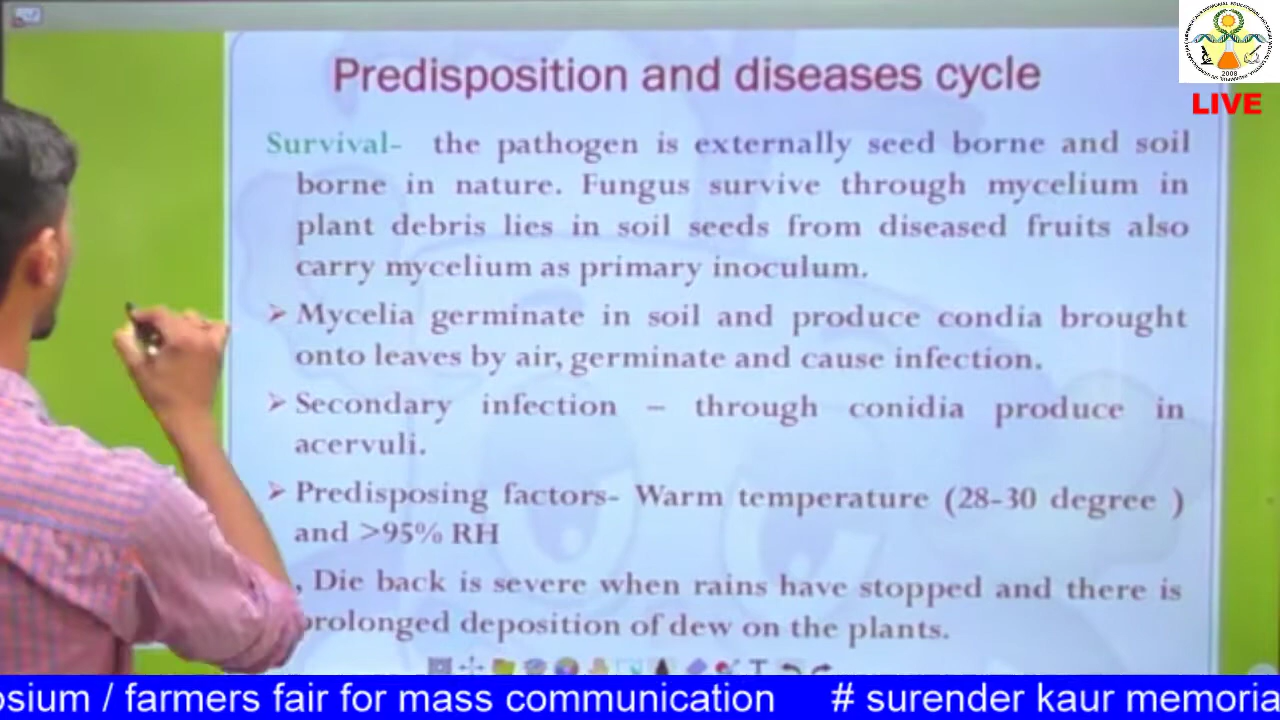 Predisposition and diseases cycle
LIVE
2008
Survival- the pathogen is externally seed borne and soil
borne in nature. Fungus survive through mycelium in
plant debris lies in soil seeds from diseased fruits also
carry mycelium as primary inoculum.
➢ Mycelia germinate in soil and produce condia brought
onto leaves by air, germinate and cause infection.
➢ Secondary infection – through conidia produce in
acervuli.
➢ Predisposing factors- Warm temperature (28-30 degree )
and >95% RH
, Die back is severe when rains have stopped and there is
prolonged deposition of dew on the plants.
osium / farmers fair for mass communication # surender kaur memoria